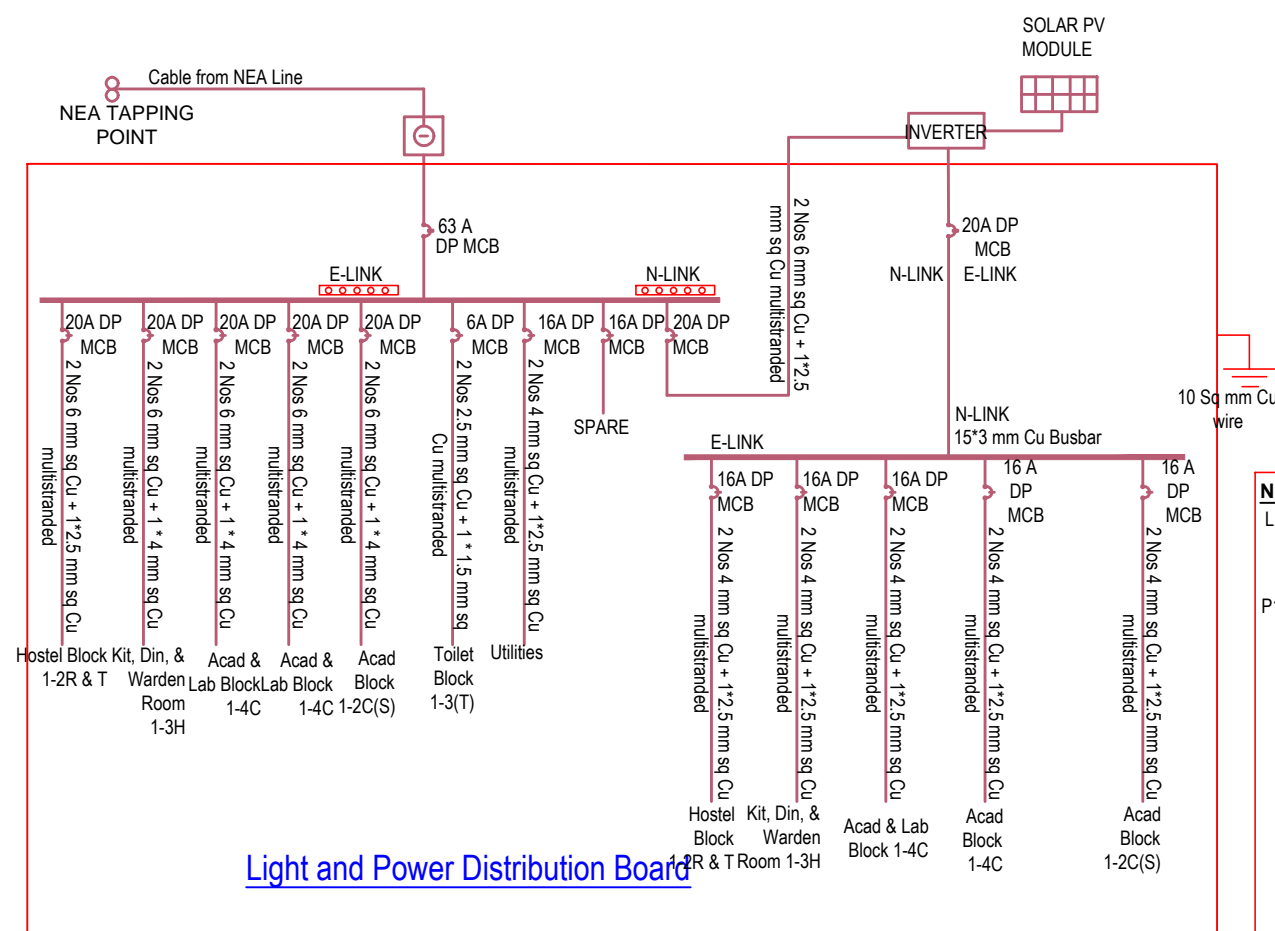 SOLAR PV
MODULE
Cable from NEA Line
NEA TAPPING
POINT
INVERTER
63 A
DP MCB
20A DP
MCB
N-LINK
E-LINK
2 Nos 6 mm sq Cu + 1*2.5
mm sq Cu multistranded
E-LINK
N-LINK
20A DP
MCB
20A DP
MCB
20A DP
MCB
20A DP
MCB
20A DP
MCB
6A DP
MCB
16A DP
MCB
16A DP
MCB
20A DP
MCB
2 Nos 6 mm sq Cu + 1*2.5 mm sq Cu
multistranded
2 Nos 6 mm sq Cu + 1 * 4 mm sq Cu
multistranded
2 Nos 6 mm sq Cu + 1 * 4 mm sq Cu
multistranded
2 Nos 6 mm sq Cu + 1 * 4 mm sq Cu
multistranded
2 Nos 6 mm sq Cu + 1 * 4 mm sq Cu
multistranded
2 Nos 2.5 mm sq Cu + 1 * 1.5 mm sq
Cu multistranded
2 Nos 4 mm sq Cu + 1*2.5 mm sq Cu
multistranded
SPARE
Hostel Block
1-2R & T
Kit, Din, &
Warden
Room
1-3H
Acad &
Lab Block
1-4C
Acad &
Lab Block
1-4C
Acad
Block
1-2C(S)
Toilet
Block
1-3(T)
Utilities
10 Sq mm Cu
wire
N-LINK
15*3 mm Cu Busbar
E-LINK
16A DP
MCB
16A DP
MCB
16A DP
MCB
16 A
DP
MCB
16 A
DP
MCB
2 Nos 4 mm sq Cu + 1*2.5 mm sq Cu
multistranded
2 Nos 4 mm sq Cu + 1*2.5 mm sq Cu
multistranded
2 Nos 4 mm sq Cu + 1*2.5 mm sq Cu
multistranded
2 Nos 4 mm sq Cu + 1*2.5 mm sq Cu
multistranded
2 Nos 4 mm sq Cu + 1*2.5 mm sq Cu
multistranded
Hostel
Block
1-2R & T
Kit, Din, &
Warden
Room 1-3H
Acad & Lab
Block 1-4C
Acad
Block
1-4C
Acad
Block
1-2C(S)
Light and Power Distribution Board